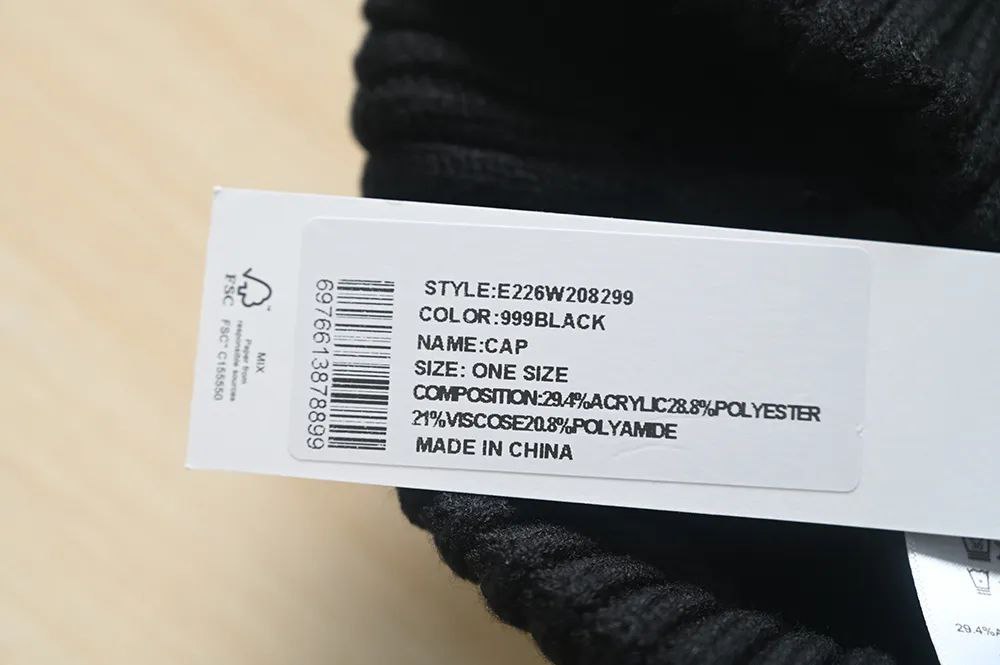 FSC
FSC™ C155550
MIX
Paper from
responsible sources
6976613878899
STYLE:E226W208299
COLOR:999BLACK
NAME:CAP
SIZE: ONE SIZE
COMPOSITION:29.4%ACRYLIC28.8%POLYESTER
21%VISCOSE20.8%POLYAMIDE
MADE IN CHINA
29.4%A